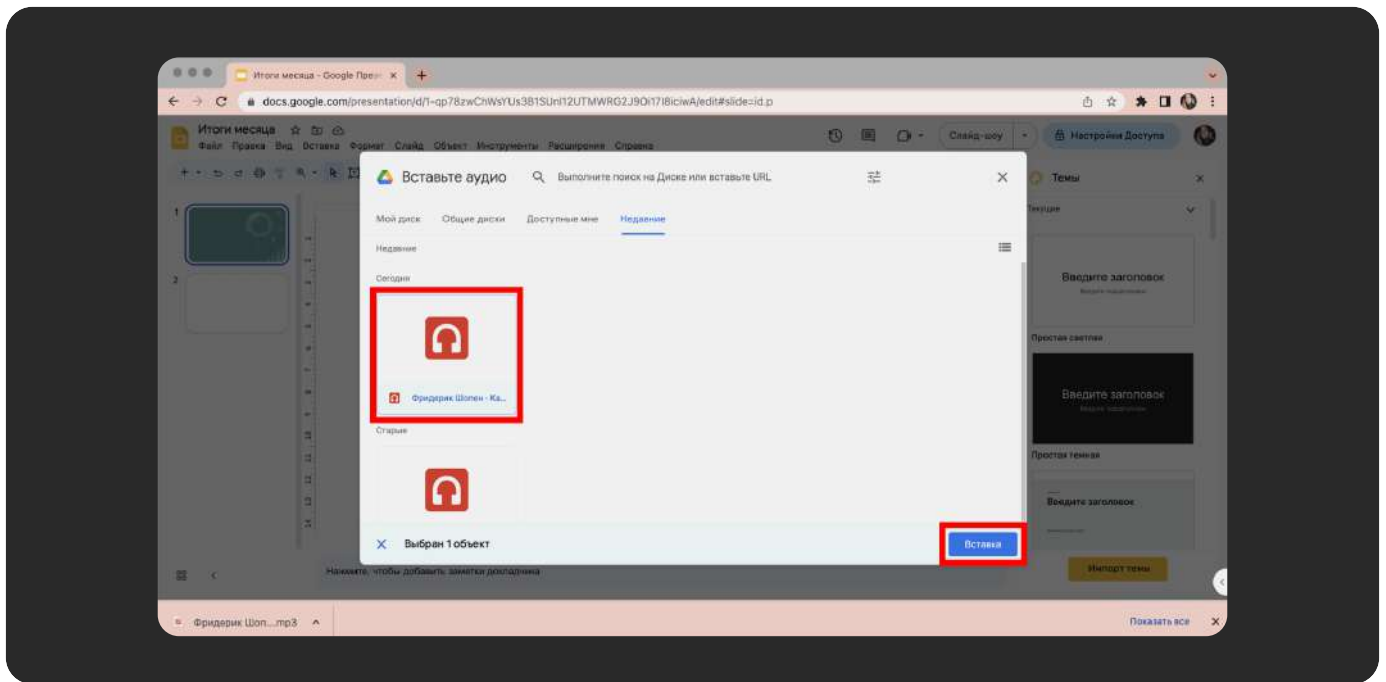 Итоги месяца - Google През
docs.google.com/presentation/d/1-qp78zwChWsYUs3B1SUnI12UTMWRG2J9Oi17I8iciwA/edit#slide=id.p
Итоги месяца
Файл Правка Вид Вставка Формат Слайд Объект Инструменты Расширения Справка
Слайд-шоу
Настройки Доступа
Вставьте аудио
Выполните поиск на Диске или вставьте URL
Темы
Мой диск Общие диски Доступные мне Недавние
Текущие
Недавние
Сегодня
1
2
Введите заголовок
Простая светлая
Фридерик Шопен - Ка...
Введите заголовок
Старые
Простая темная
Введите заголовок
Выбран 1 объект
Вставка
Нажмите, чтобы добавить заметки докладчика
Импорт темы
Фридерик Шоп....mp3
Показать все